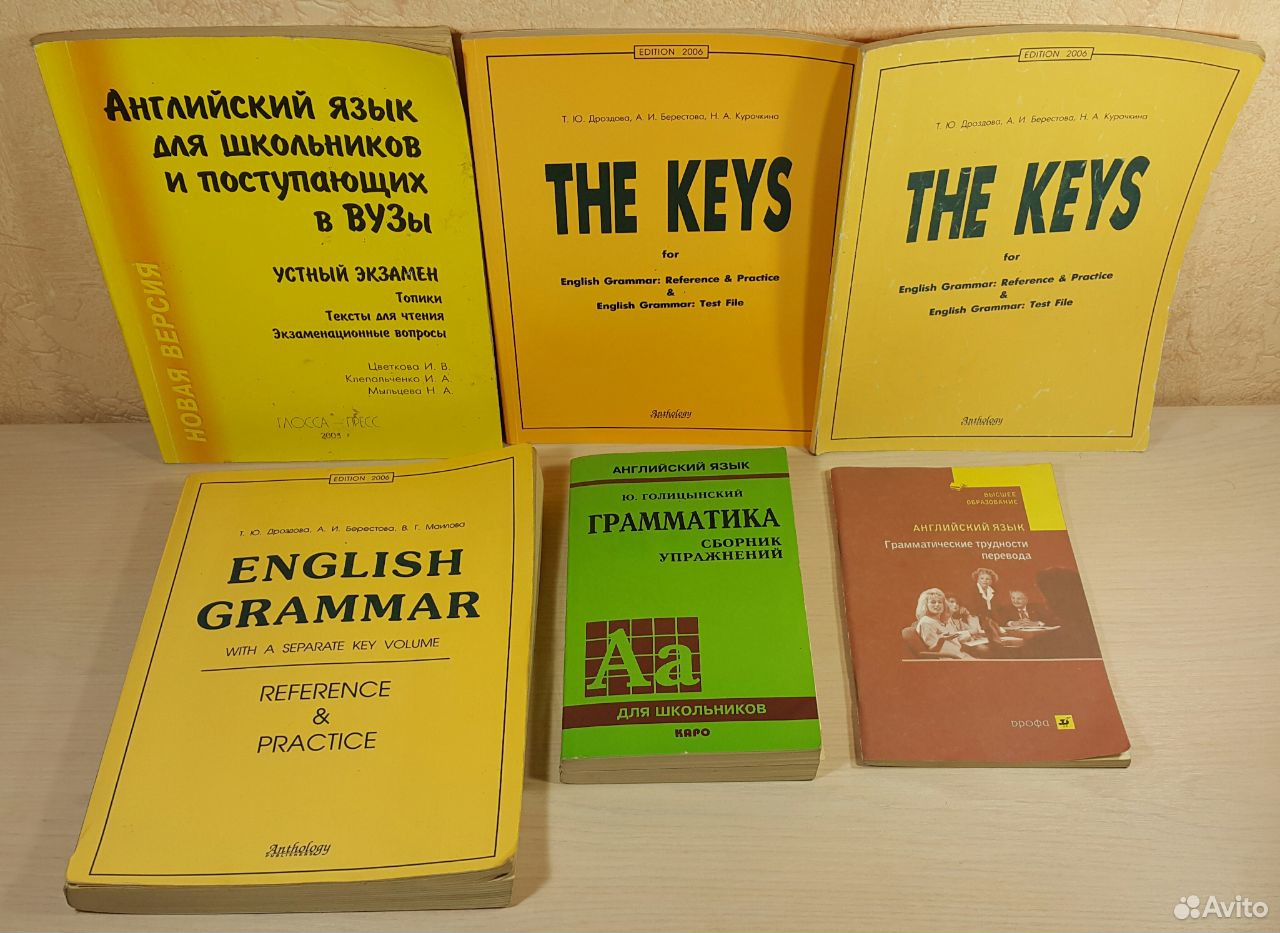 Английский язык
для школьников
и поступающих
в ВУЗы
УСТНЫЙ ЭКЗАМЕН
Топики
Тексты для чтения
Экзаменационные вопросы
Цветкова И. В.
Клепальченко И. А.
Мыльцева Н. А.
ГЛОССА - ПРЕСС
НОВАЯ ВЕРСИЯ
EDITION 2006
Т. Ю. Дроздова, А. И. Берестова, Н. А. Курочкина
THE KEYS
for
English Grammar: Reference & Practice
&
English Grammar: Test File
Anthology
EDITION 2006
Т. Ю. Дроздова, А. И. Берестова, Н. А. Курочкина
THE KEYS
for
English Grammar: Reference & Practice
&
English Grammar: Test File
Anthology
EDITION 2006
Т. Ю. Дроздова, А. И. Берестова, В. Г. Маилова
ENGLISH
GRAMMAR
WITH A SEPARATE KEY VOLUME
REFERENCE
&
PRACTICE
Anthology
PUBLISHERS
АНГЛИЙСКИЙ ЯЗЫК
Ю. ГОЛИЦЫНСКИЙ
ГРАММАТИКА
СБОРНИК
УПРАЖНЕНИЙ
Аа
ДЛЯ ШКОЛЬНИКОВ
КАРО
ВЫСШЕЕ
ОБРАЗОВАНИЕ
АНГЛИЙСКИЙ ЯЗЫК
Грамматические трудности
перевода
дрофа
Avito